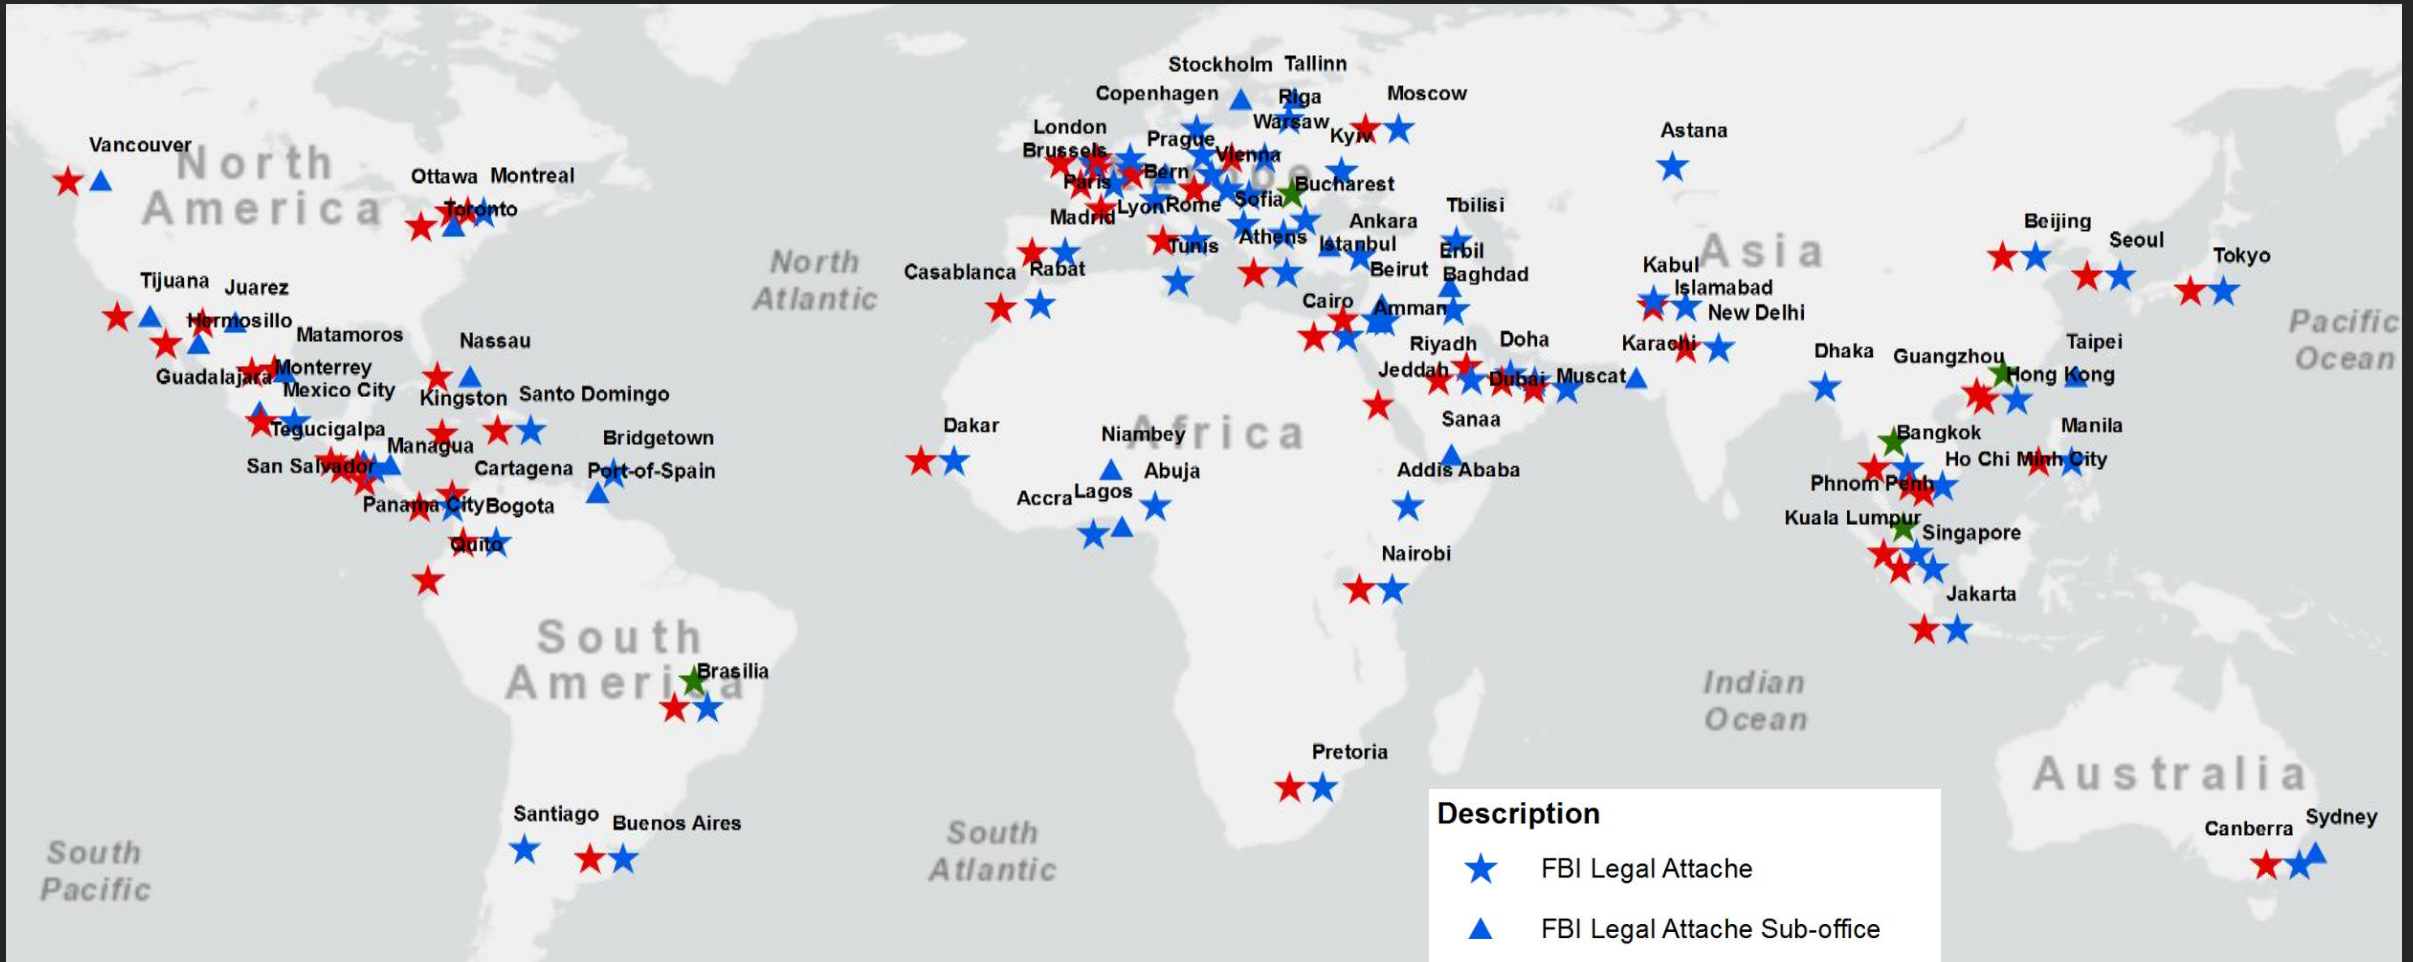 Stockholm
Tallinn
Copenhagen
Riga
Moscow
London
Warsaw
Kyiv
Astana
Vancouver
Prague
Brussels
Vienna
North
America
Ottawa
Montreal
Bern
Europe
Paris
Bucharest
Toronto
Madrid
Lyon
Rome
Sofia
Tbilisi
Ankara
Beijing
Tunis
Athens
Istanbul
Erbil
Asia
Seoul
North
Atlantic
Casablanca
Rabat
Beirut
Baghdad
Kabul
Tokyo
Tijuana
Juarez
Islamabad
Cairo
Amman
New Delhi
Hermosillo
Matamoros
Nassau
Riyadh
Doha
Karachi
Dhaka
Guangzhou
Taipei
Pacific
Ocean
Guadalajara
Monterrey
Jeddah
Dubai
Muscat
Hong Kong
Mexico City
Kingston
Santo Domingo
Tegucigalpa
Dakar
Niambey
Africa
Sanaa
Bangkok
Manila
Managua
Bridgetown
San Salvador
Cartagena
Port-of-Spain
Abuja
Addis Ababa
Ho Chi Minh City
Phnom Penh
Accra
Lagos
Panama City
Bogota
Kuala Lumpur
Singapore
Quito
Nairobi
Jakarta
South
America
Brasilia
Indian
Ocean
Pretoria
Australia
Santiago
Buenos Aires
South
Atlantic
South
Pacific
Canberra
Sydney
Description
FBI Legal Attache
FBI Legal Attache Sub-office